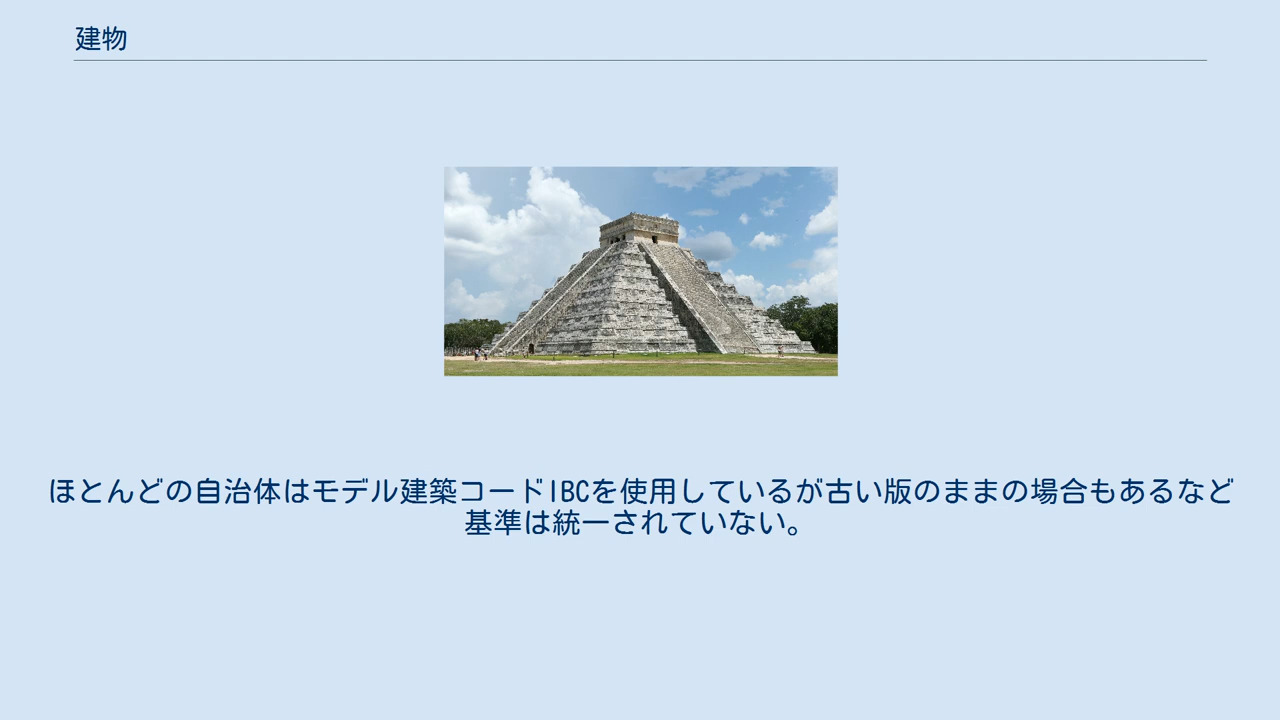 建物
ほとんどの自治体はモデル建築コードIBCを使用しているが古い版のままの場合もあるなど
基準は統一されていない。